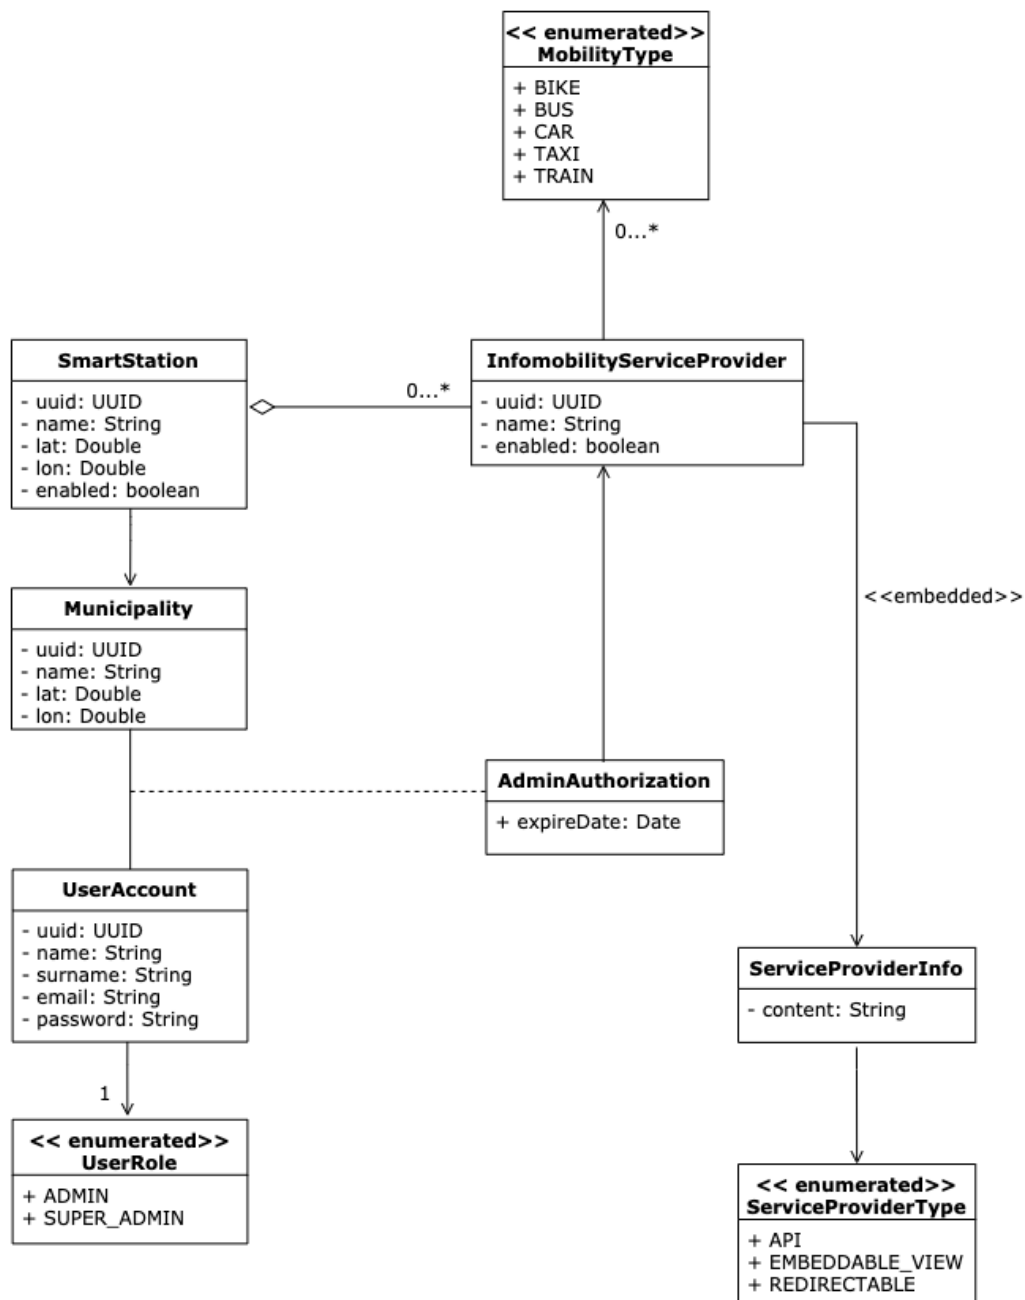 << enumerated>>
MobilityType
+ BIKE
+ BUS
+ CAR
+ TAXI
+ TRAIN
0...*
SmartStation
- uuid: UUID
- name: String
- lat: Double
- lon: Double
- enabled: boolean
0...*
InfomobilityServiceProvider
- uuid: UUID
- name: String
- enabled: boolean
<<embedded>>
Municipality
- uuid: UUID
- name: String
- lat: Double
- lon: Double
AdminAuthorization
+ expireDate: Date
UserAccount
- uuid: UUID
- name: String
- surname: String
- email: String
- password: String
ServiceProviderInfo
- content: String
1
<< enumerated>>
UserRole
+ ADMIN
+ SUPER_ADMIN
<< enumerated>>
ServiceProviderType
+ API
+ EMBEDDABLE_VIEW
+ REDIRECTABLE